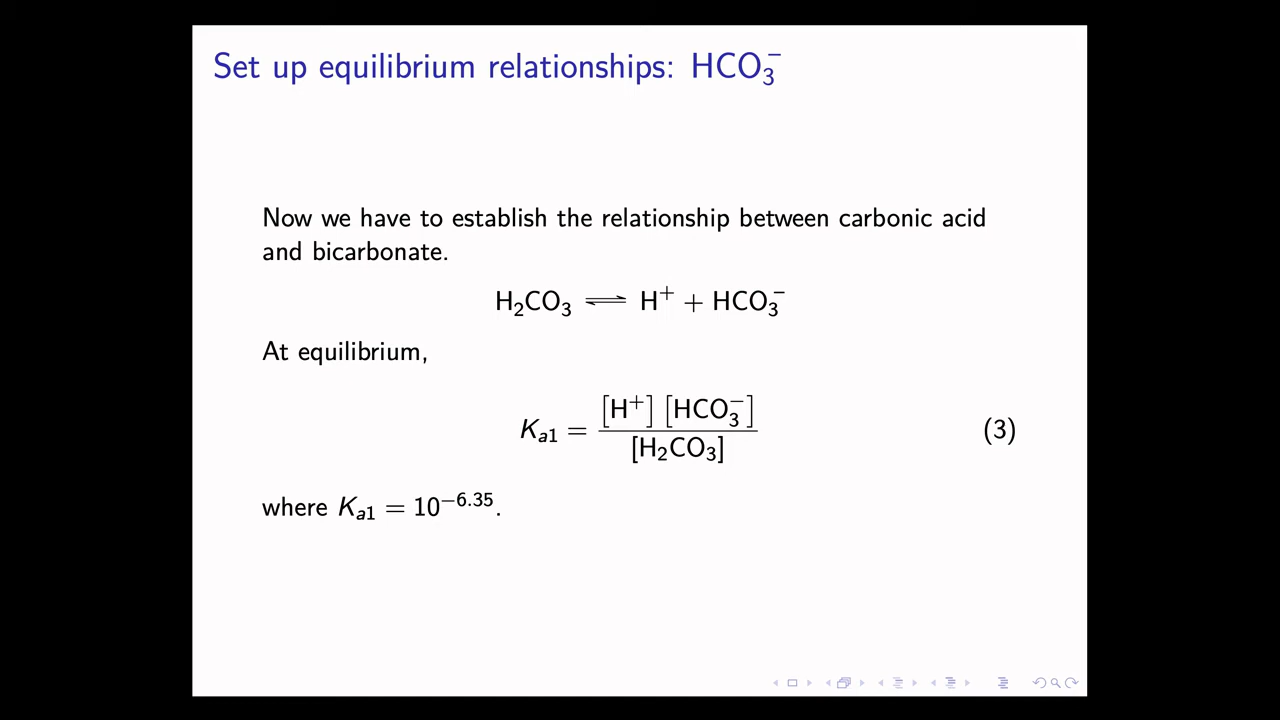 Set up equilibrium relationships: HCO₃⁻
Now we have to establish the relationship between carbonic acid
and bicarbonate.
H₂CO₃ ⇌ H⁺ + HCO₃⁻
At equilibrium,
Kₐ₁ = [H⁺] [HCO₃⁻] / [H₂CO₃] (3)
where Kₐ₁ = 10⁻⁶·³⁵.